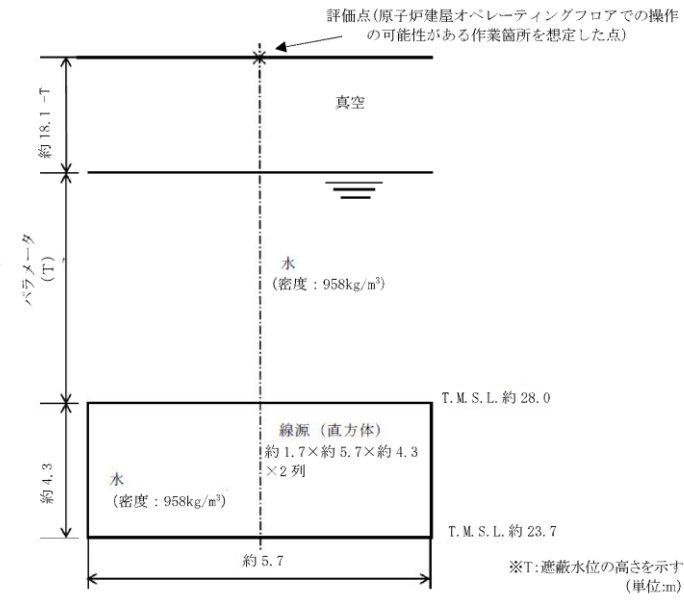 評価点(原子炉建屋オペレーティングフロアでの操作
の可能性がある作業箇所を想定した点)
約18.1-T
真空
パラメータ
(T)
水
(密度：958kg/m³)
T.M.S.L.約28.0
線源（直方体）
約1.7×約5.7×約4.3
×2列
約4.3
水
(密度：958kg/m³)
T.M.S.L.約23.7
約5.7
※T:遮蔽水位の高さを示す
(単位:m)